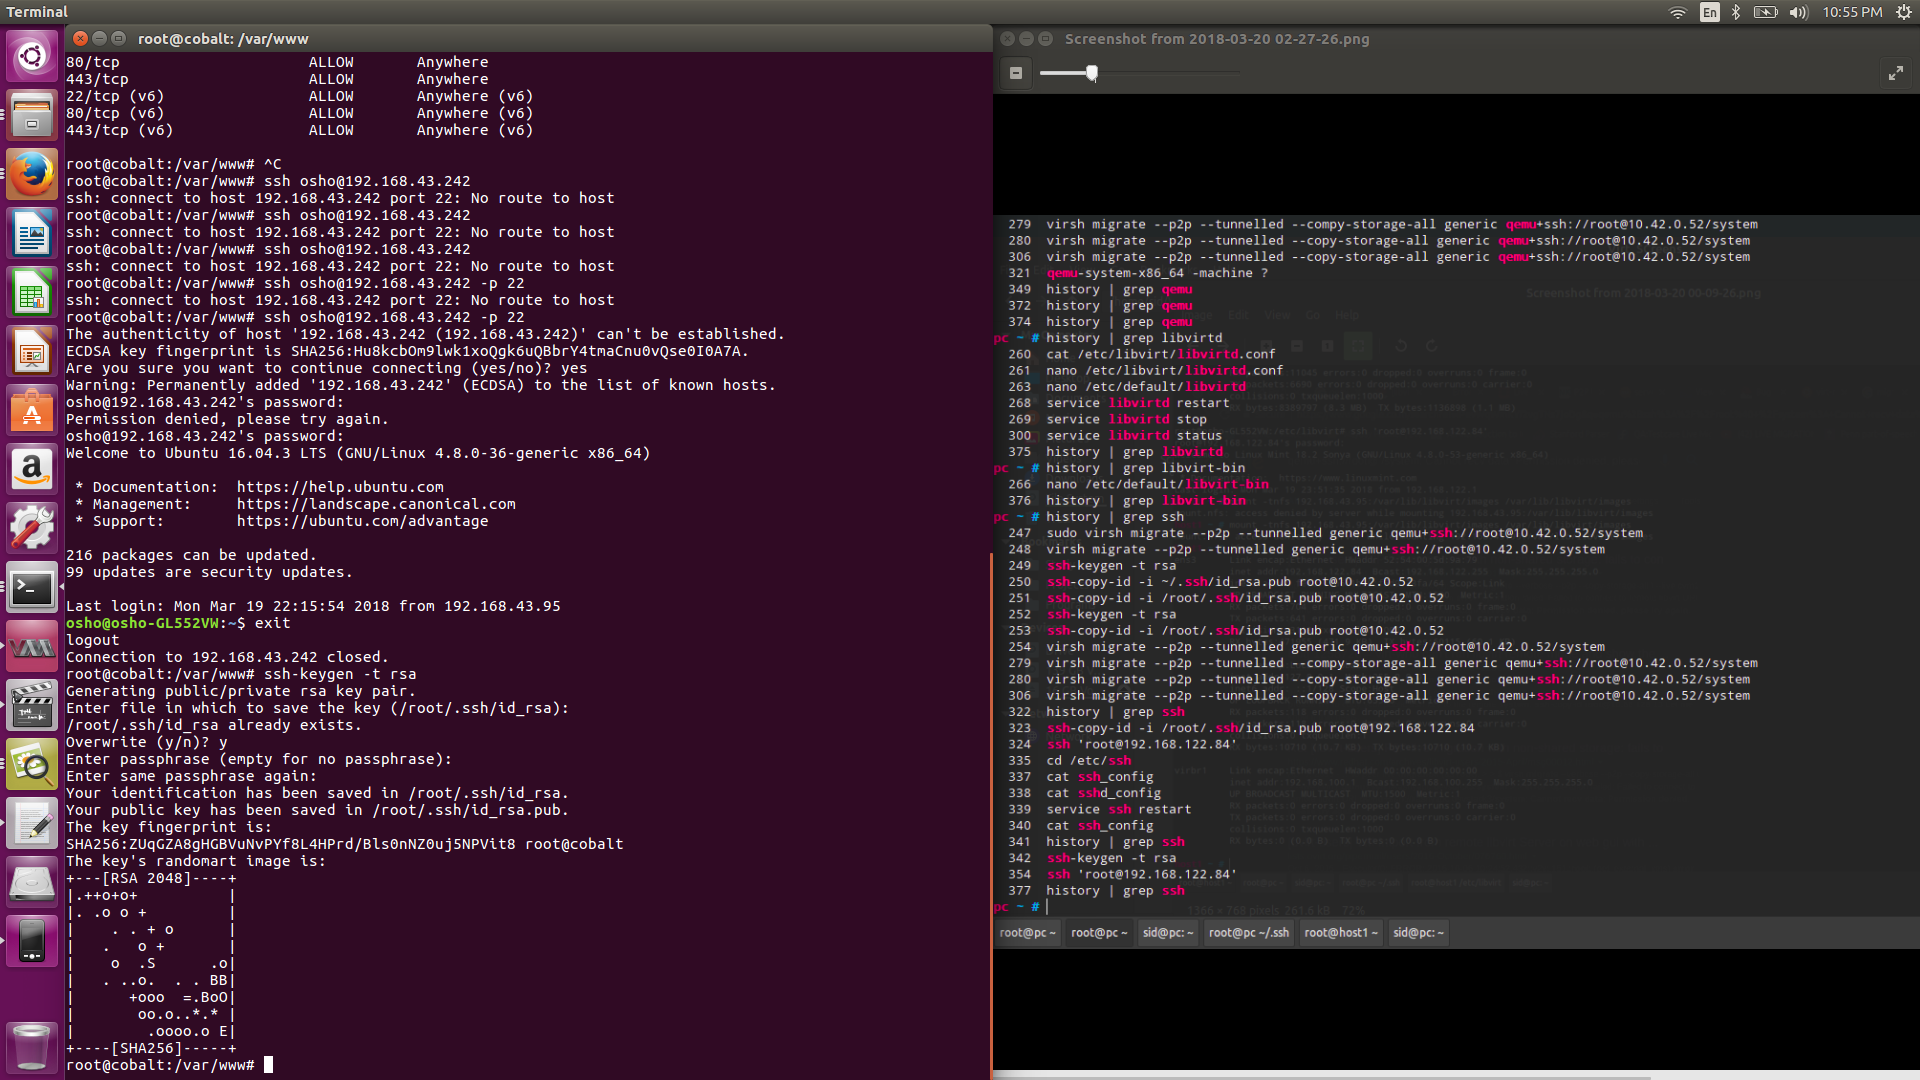 Terminal
En
10:55 PM
root@cobalt: /var/www
80/tcp                     ALLOW       Anywhere
443/tcp                    ALLOW       Anywhere
22/tcp (v6)                ALLOW       Anywhere (v6)
80/tcp (v6)                ALLOW       Anywhere (v6)
443/tcp (v6)               ALLOW       Anywhere (v6)
root@cobalt:/var/www# ^C
root@cobalt:/var/www# ssh osho@192.168.43.242
ssh: connect to host 192.168.43.242 port 22: No route to host
root@cobalt:/var/www# ssh osho@192.168.43.242
ssh: connect to host 192.168.43.242 port 22: No route to host
root@cobalt:/var/www# ssh osho@192.168.43.242
ssh: connect to host 192.168.43.242 port 22: No route to host
root@cobalt:/var/www# ssh osho@192.168.43.242 -p 22
ssh: connect to host 192.168.43.242 port 22: No route to host
root@cobalt:/var/www# ssh osho@192.168.43.242 -p 22
The authenticity of host '192.168.43.242 (192.168.43.242)' can't be established.
ECDSA key fingerprint is SHA256:Hu8kcbOm9lwk1xoQgk6uQBbrY4tmaCnu0vQse0I0A7A.
Are you sure you want to continue connecting (yes/no)? yes
Warning: Permanently added '192.168.43.242' (ECDSA) to the list of known hosts.
osho@192.168.43.242's password:
Permission denied, please try again.
osho@192.168.43.242's password:
Welcome to Ubuntu 16.04.3 LTS (GNU/Linux 4.8.0-36-generic x86_64)
 * Documentation:  https://help.ubuntu.com
 * Management:     https://landscape.canonical.com
 * Support:        https://ubuntu.com/advantage
216 packages can be updated.
99 updates are security updates.
Last login: Mon Mar 19 22:15:54 2018 from 192.168.43.95
osho@osho-GL552VW:~$ exit
logout
Connection to 192.168.43.242 closed.
root@cobalt:/var/www# ssh-keygen -t rsa
Generating public/private rsa key pair.
Enter file in which to save the key (/root/.ssh/id_rsa):
/root/.ssh/id_rsa already exists.
Overwrite (y/n)? y
Enter passphrase (empty for no passphrase):
Enter same passphrase again:
Your identification has been saved in /root/.ssh/id_rsa.
Your public key has been saved in /root/.ssh/id_rsa.pub.
The key fingerprint is:
SHA256:ZUqGZA8gHGBVuNvPYf8L4HPrd/Bls0nNZ0uj5NPVit8 root@cobalt
The key's randomart image is:
+---[RSA 2048]----+
|.++o+o+          |
|. .o o +         |
|    . . + o      |
|   .   o +       |
|    o  .S      .o|
|   . ..o.  . . BB|
|      +ooo  =.BoO|
|       oo.o..*.* |
|        .oooo.o E|
+----[SHA256]-----+
root@cobalt:/var/www#
Screenshot from 2018-03-20 02-27-26.png
279  virsh migrate --p2p --tunnelled --compy-storage-all generic qemu+ssh://root@10.42.0.52/system
280  virsh migrate --p2p --tunnelled --copy-storage-all generic qemu+ssh://root@10.42.0.52/system
306  virsh migrate --p2p --tunnelled --copy-storage-all generic qemu+ssh://root@10.42.0.52/system
321  qemu-system-x86_64 -machine ?
349  history | grep qemu
372  history | grep qemu
374  history | grep qemu
pc ~ # history | grep libvirtd
260  cat /etc/libvirt/libvirtd.conf
261  nano /etc/libvirt/libvirtd.conf
263  nano /etc/default/libvirtd
268  service libvirtd restart
269  service libvirtd stop
300  service libvirtd status
375  history | grep libvirtd
pc ~ # history | grep libvirt-bin
266  nano /etc/default/libvirt-bin
376  history | grep libvirt-bin
pc ~ # history | grep ssh
247  sudo virsh migrate --p2p --tunnelled generic qemu+ssh://root@10.42.0.52/system
248  virsh migrate --p2p --tunnelled generic qemu+ssh://root@10.42.0.52/system
249  ssh-keygen -t rsa
250  ssh-copy-id -i ~/.ssh/id_rsa.pub root@10.42.0.52
251  ssh-copy-id -i /root/.ssh/id_rsa.pub root@10.42.0.52
252  ssh-keygen -t rsa
253  ssh-copy-id -i /root/.ssh/id_rsa.pub root@10.42.0.52
254  virsh migrate --p2p --tunnelled generic qemu+ssh://root@10.42.0.52/system
279  virsh migrate --p2p --tunnelled --compy-storage-all generic qemu+ssh://root@10.42.0.52/system
280  virsh migrate --p2p --tunnelled --copy-storage-all generic qemu+ssh://root@10.42.0.52/system
306  virsh migrate --p2p --tunnelled --copy-storage-all generic qemu+ssh://root@10.42.0.52/system
322  history | grep ssh
323  ssh-copy-id -i /root/.ssh/id_rsa.pub root@192.168.122.84
324  ssh 'root@192.168.122.84'
335  cd /etc/ssh
337  cat ssh_config
338  cat sshd_config
339  service ssh restart
340  cat ssh_config
341  history | grep ssh
342  ssh-keygen -t rsa
354  ssh 'root@192.168.122.84'
377  history | grep ssh
pc ~ #
Screenshot from 2018-03-20 00-09-26.png
1366 × 768 pixels  261.6 kB  72%
root@pc ~
root@pc ~
sid@pc: ~
root@pc ~/.ssh
root@host1 ~
sid@pc: ~